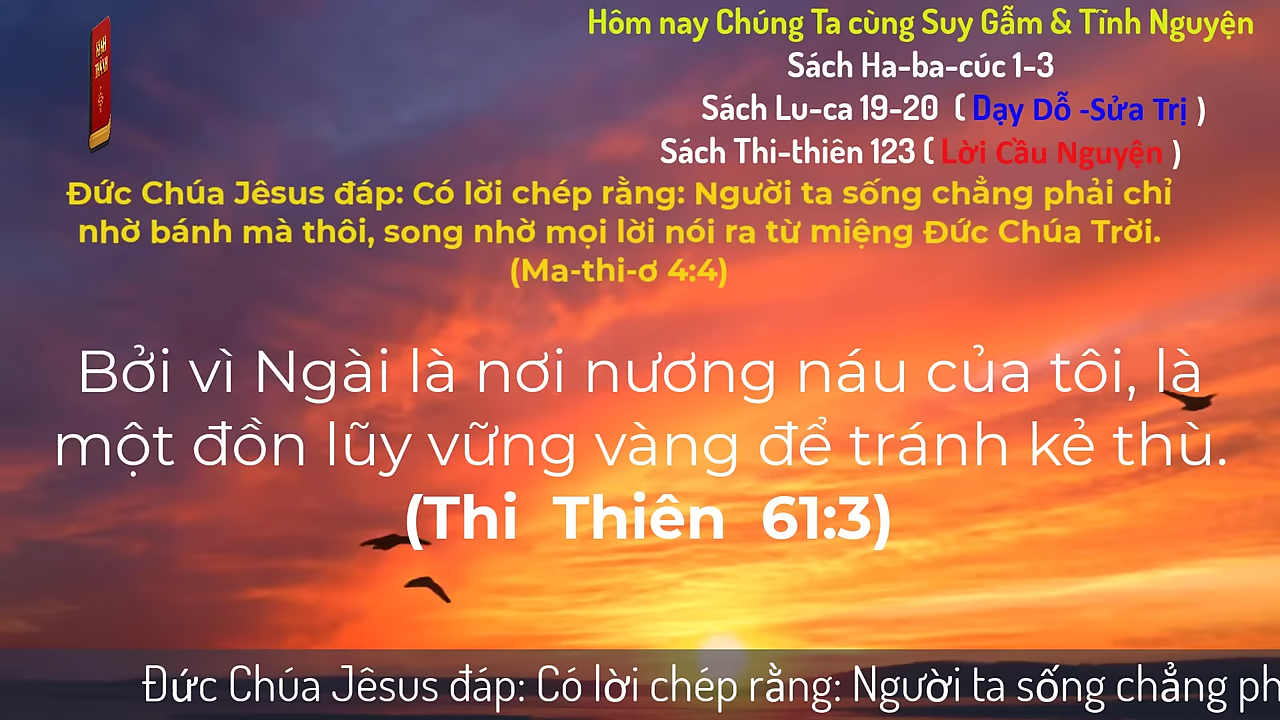 KINH
THÁNH
Hôm nay Chúng Ta cùng Suy Gẫm & Tĩnh Nguyện
Sách Ha-ba-cúc 1-3
Sách Lu-ca 19-20 ( Dạy Dỗ -Sửa Trị )
Sách Thi-thiên 123 ( Lời Cầu Nguyện )
Đức Chúa Jêsus đáp: Có lời chép rằng: Người ta sống chẳng phải chỉ
nhờ bánh mà thôi, song nhờ mọi lời nói ra từ miệng Đức Chúa Trời.
(Ma-thi-ơ 4:4)
Bởi vì Ngài là nơi nương náu của tôi, là
một đồn lũy vững vàng để tránh kẻ thù.
(Thi Thiên 61:3)
Đức Chúa Jêsus đáp: Có lời chép rằng: Người ta sống chẳng ph